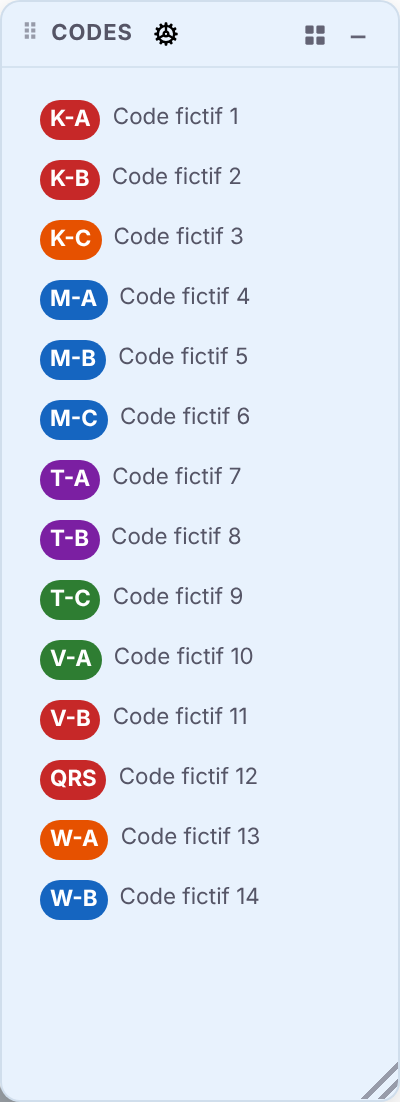 CODES
K-A Code fictif 1
K-B Code fictif 2
K-C Code fictif 3
M-A Code fictif 4
M-B Code fictif 5
M-C Code fictif 6
T-A Code fictif 7
T-B Code fictif 8
T-C Code fictif 9
V-A Code fictif 10
V-B Code fictif 11
QRS Code fictif 12
W-A Code fictif 13
W-B Code fictif 14